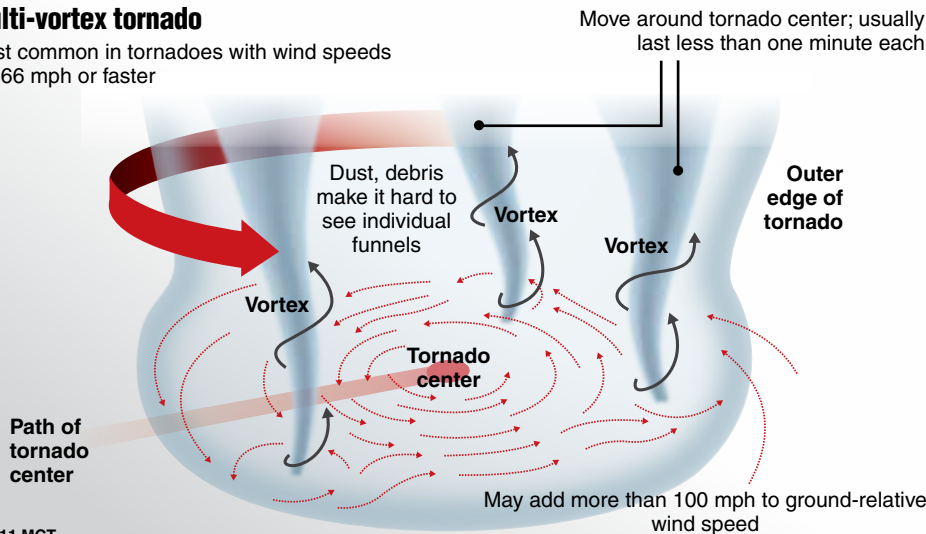 lti-vortex tornado
st common in tornadoes with wind speeds
66 mph or faster
Move around tornado center; usually
last less than one minute each
Dust, debris
make it hard to
see individual
funnels
Outer
edge of
tornado
Vortex
Vortex
Vortex
Tornado
center
Path of
tornado
center
May add more than 100 mph to ground-relative
wind speed
11 MCT